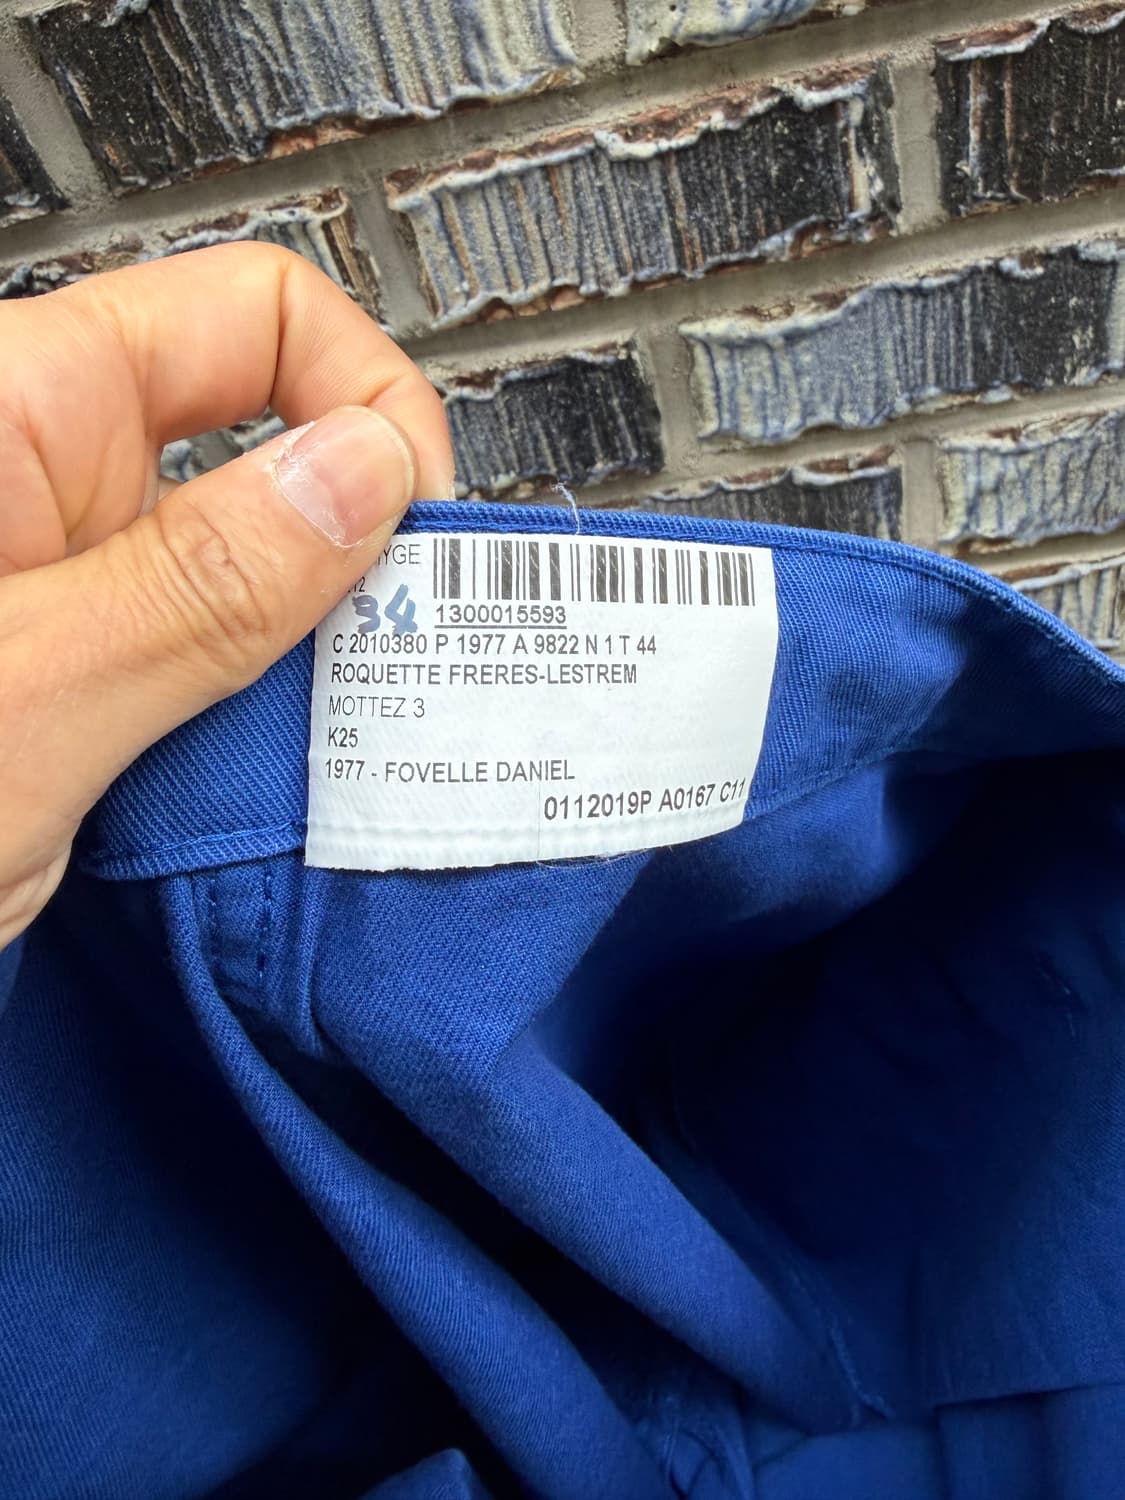 34
1300015593
C 2010380 P 1977 A 9822 N 1 T 44
ROQUETTE FRERES-LESTREM
MOTTEZ 3
K25
1977 - FOVELLE DANIEL
0112019P A0167 C11